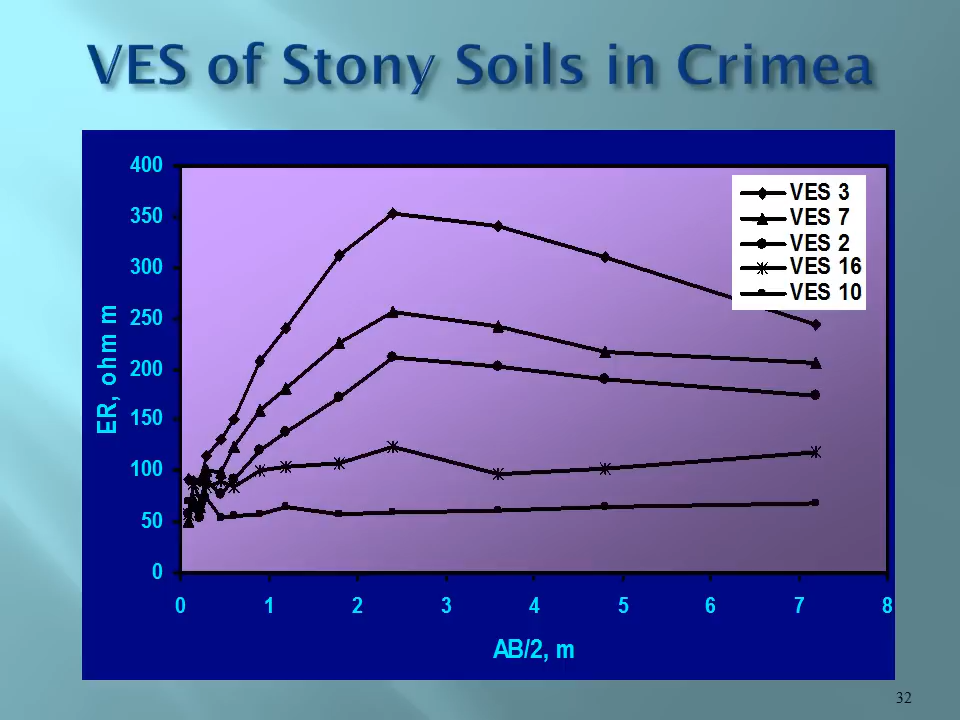 VES of Stony Soils in Crimea
400
350
300
250
200
150
100
50
0
ER, ohm m
0 1 2 3 4 5 6 7 8
AB/2, m
VES 3
VES 7
VES 2
VES 16
VES 10
32